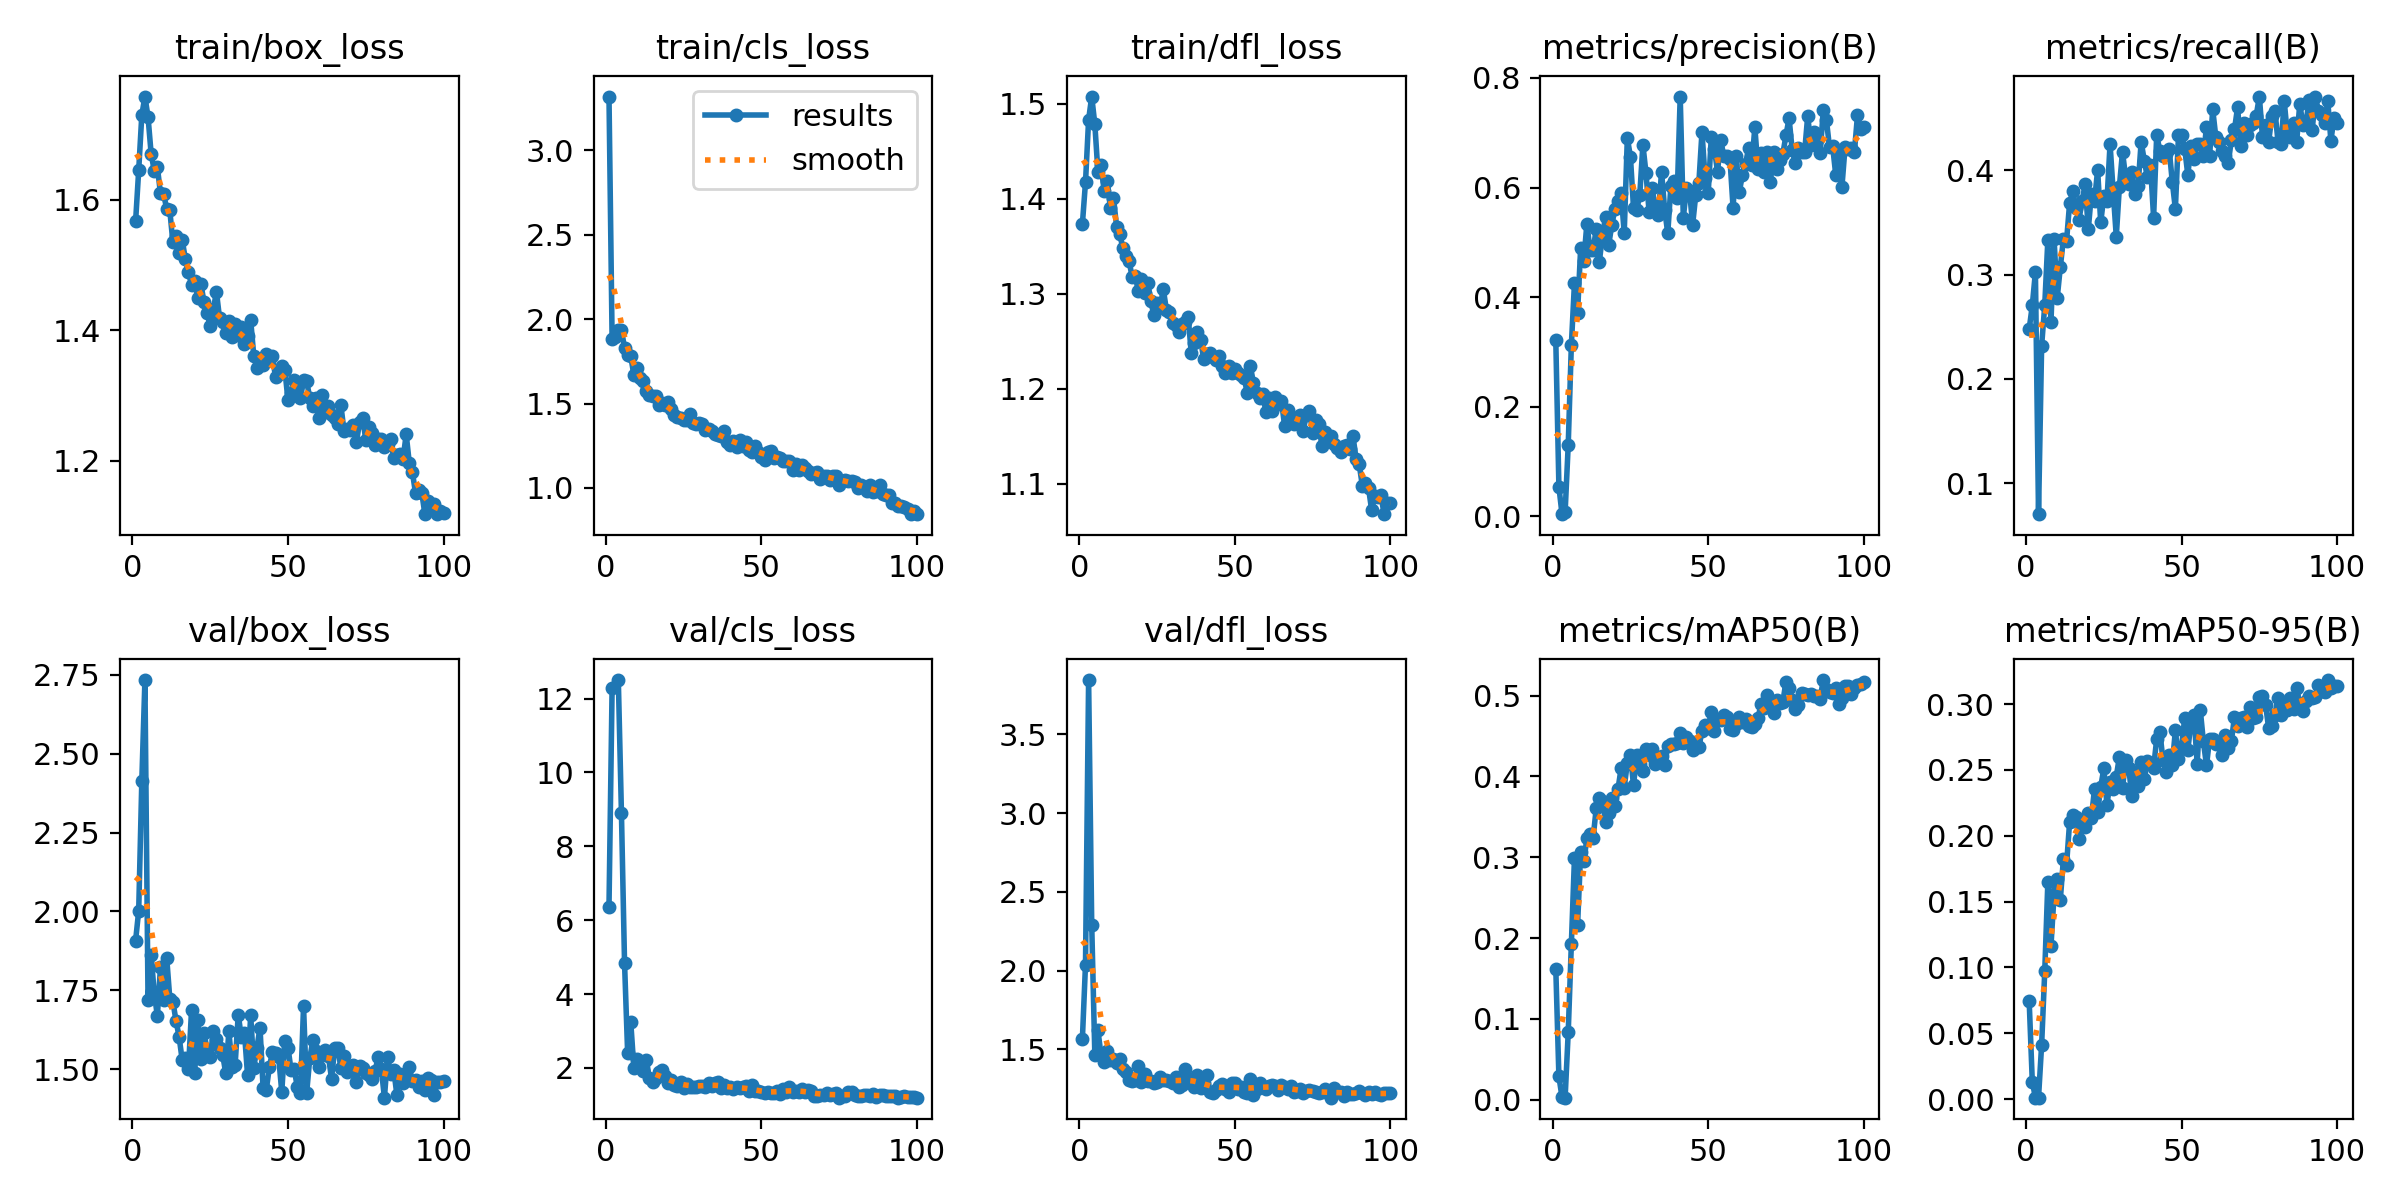 train/box_loss
1.6
1.4
1.2
0 50 100
train/cls_loss
results
smooth
3.0
2.5
2.0
1.5
1.0
0 50 100
train/dfl_loss
1.5
1.4
1.3
1.2
1.1
0 50 100
metrics/precision(B)
0.8
0.6
0.4
0.2
0.0
0 50 100
metrics/recall(B)
0.4
0.3
0.2
0.1
0 50 100
val/box_loss
2.75
2.50
2.25
2.00
1.75
1.50
0 50 100
val/cls_loss
12
10
8
6
4
2
0 50 100
val/dfl_loss
3.5
3.0
2.5
2.0
1.5
0 50 100
metrics/mAP50(B)
0.5
0.4
0.3
0.2
0.1
0.0
0 50 100
metrics/mAP50-95(B)
0.30
0.25
0.20
0.15
0.10
0.05
0.00
0 50 100